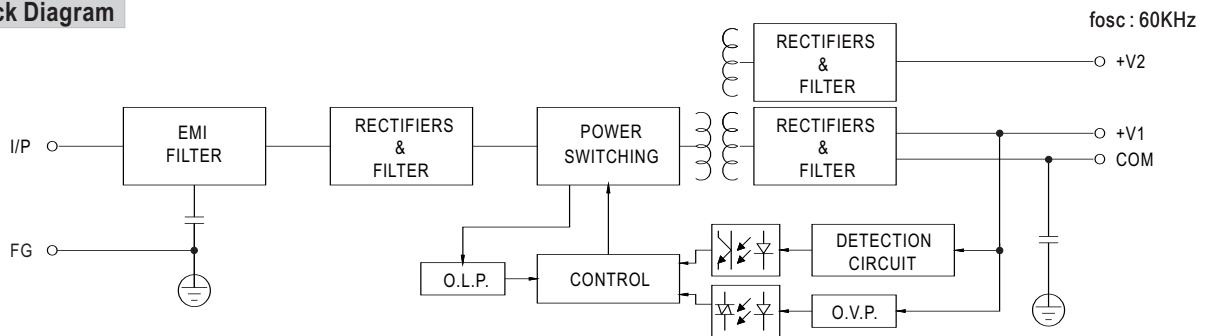 ck Diagram
fosc : 60KHz
RECTIFIERS
&
FILTER
+V2
I/P
EMI
FILTER
RECTIFIERS
&
FILTER
POWER
SWITCHING
RECTIFIERS
&
FILTER
+V1
COM
FG
O.L.P.
CONTROL
DETECTION
CIRCUIT
O.V.P.